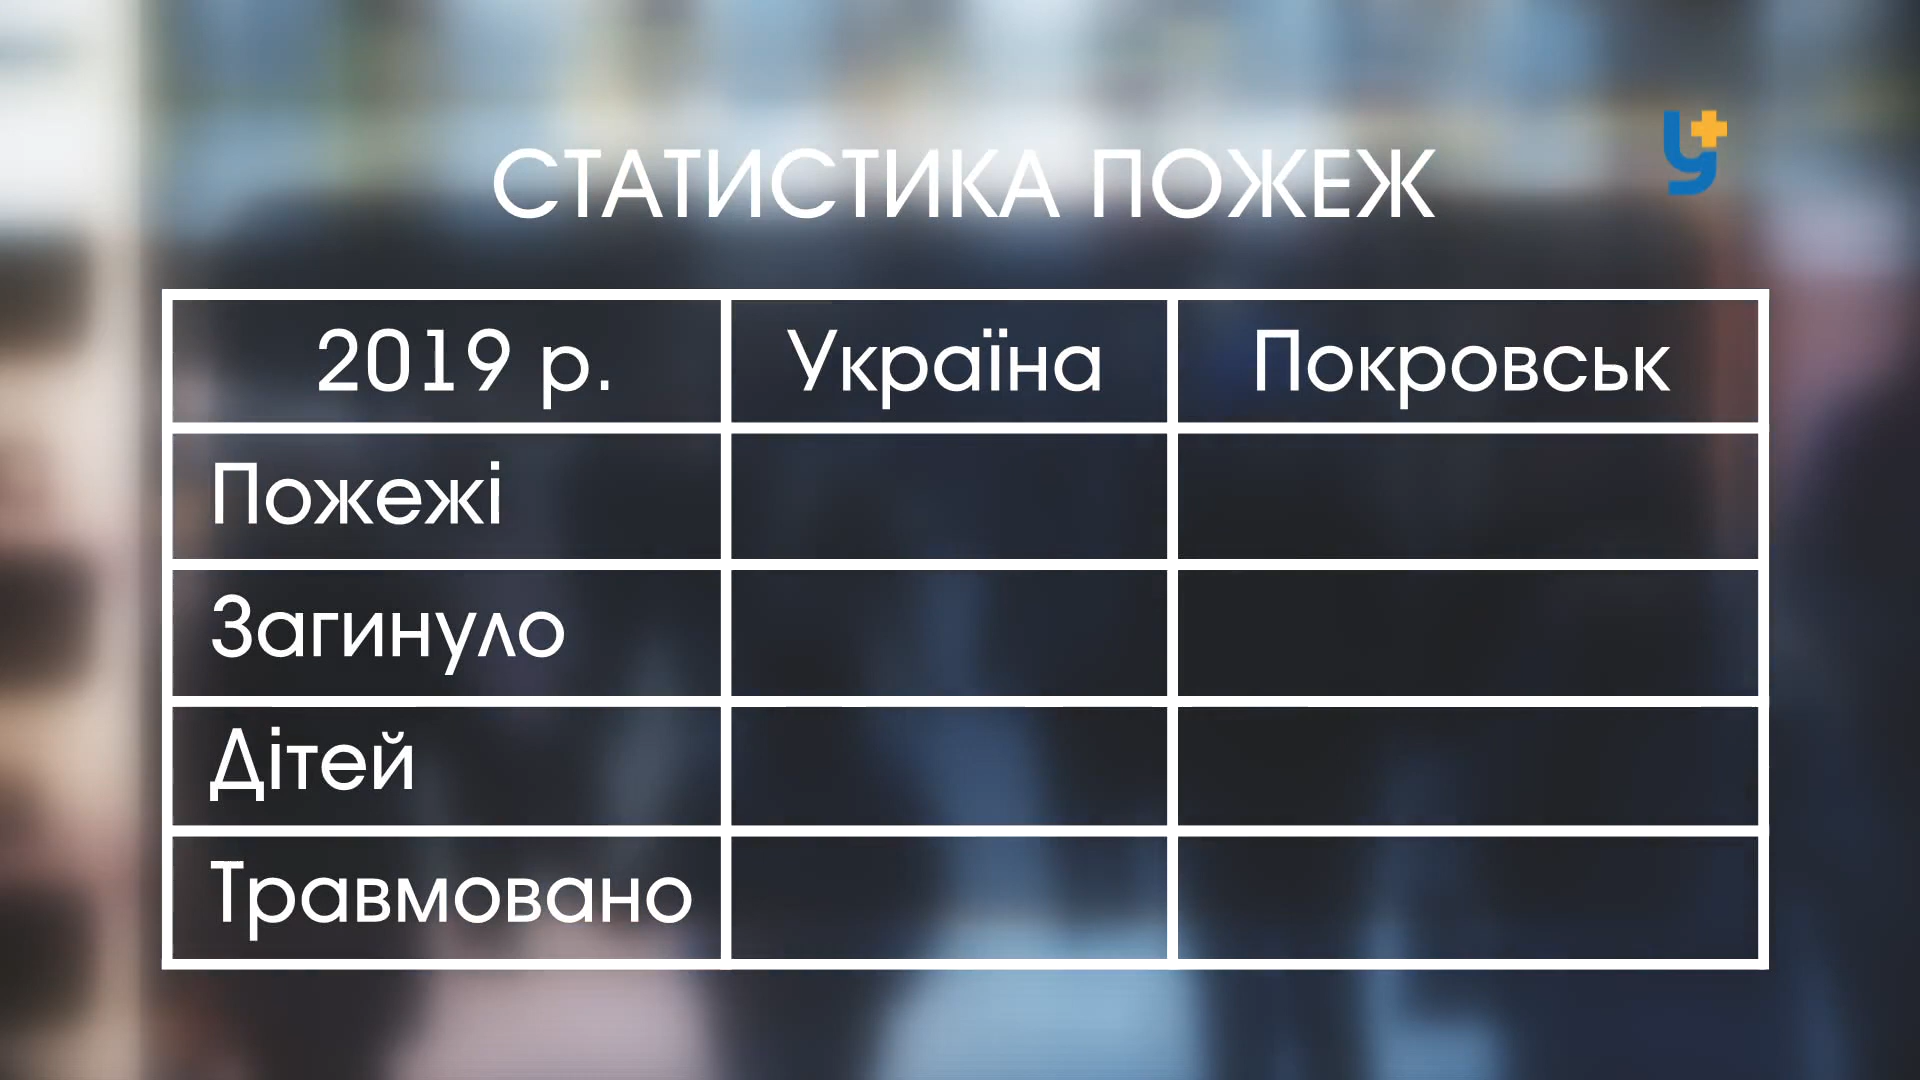 СТАТИСТИКА ПОЖЕЖ
2019 р. Україна Покровськ
Пожежі
Загинуло
Дітей
Травмовано